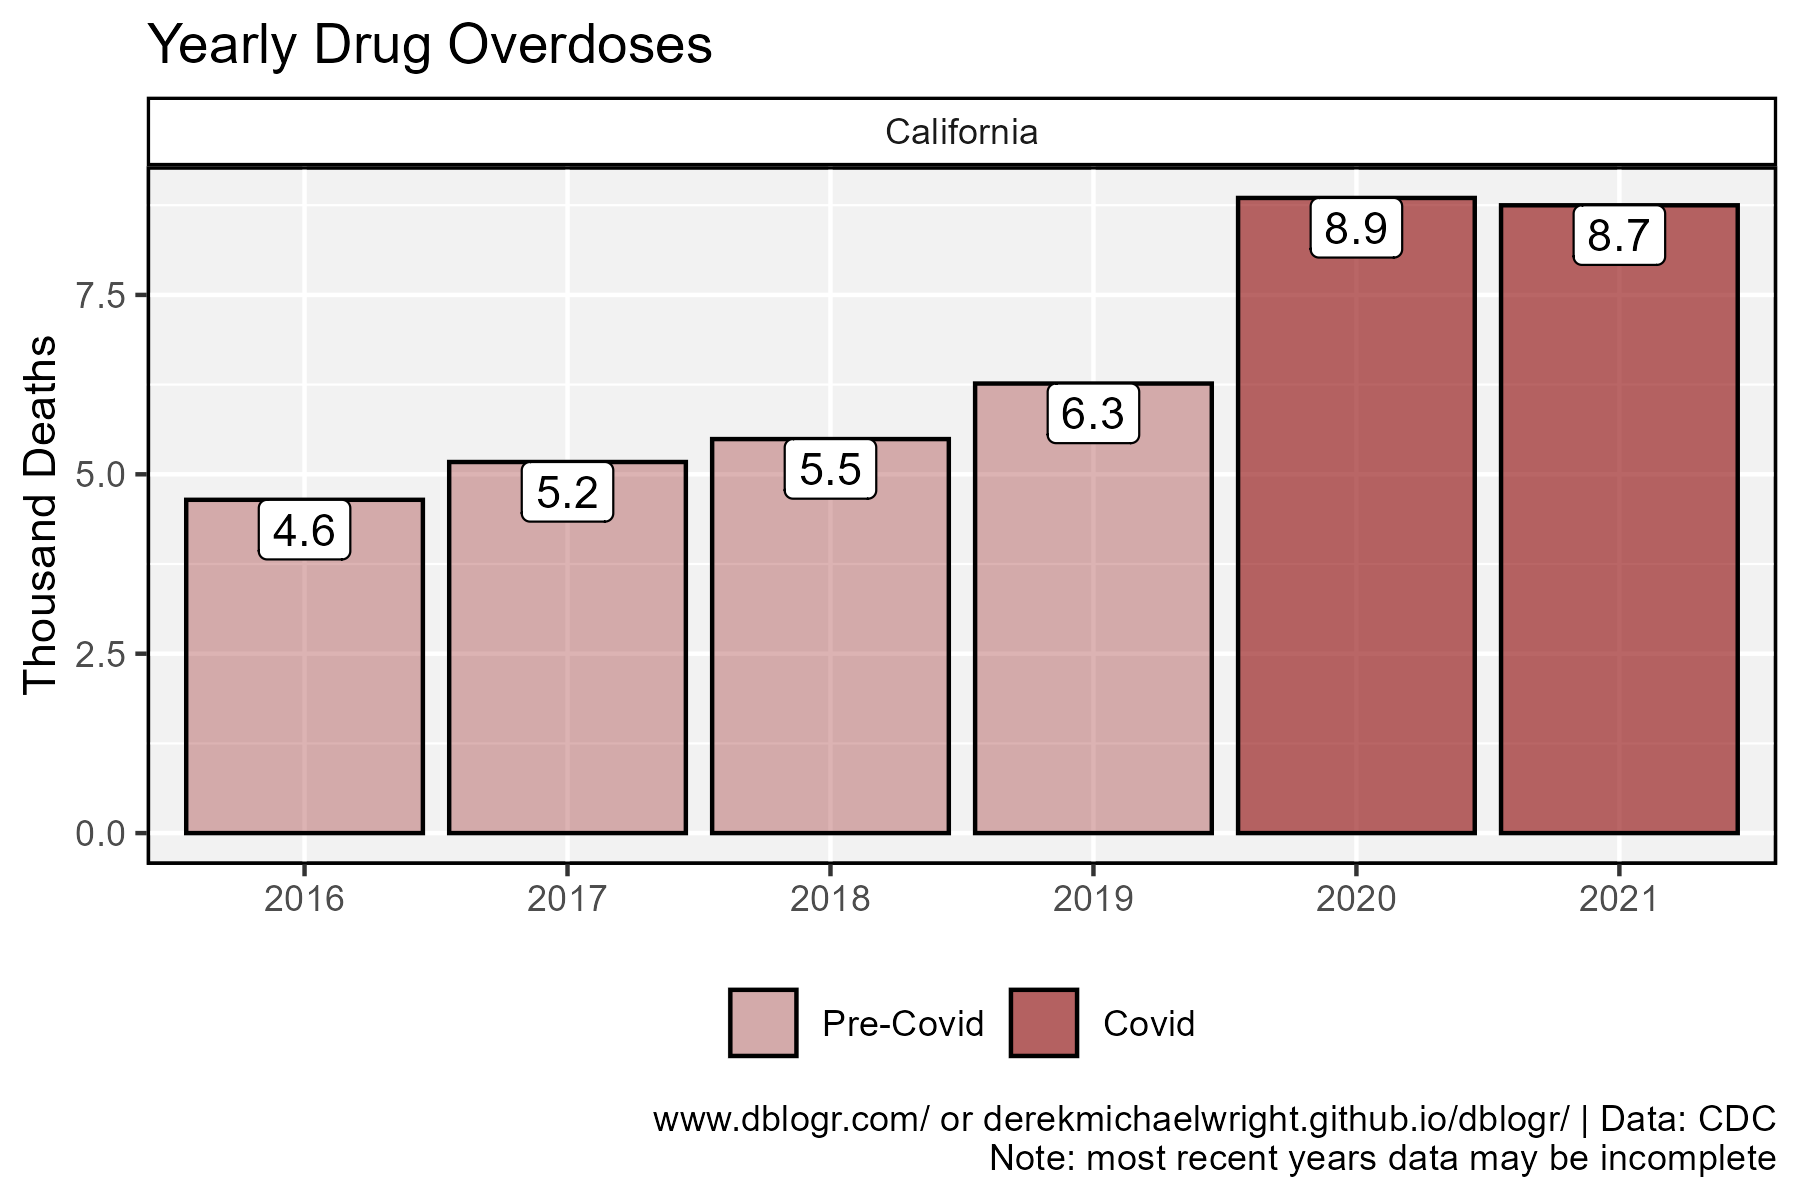 Yearly Drug Overdoses
California
Thousand Deaths
7.5
5.0
2.5
0.0
4.6
5.2
5.5
6.3
8.9
8.7
2016
2017
2018
2019
2020
2021
Pre-Covid
Covid
www.dblogr.com/ or derekmichaelwright.github.io/dblogr/ | Data: CDC
Note: most recent years data may be incomplete